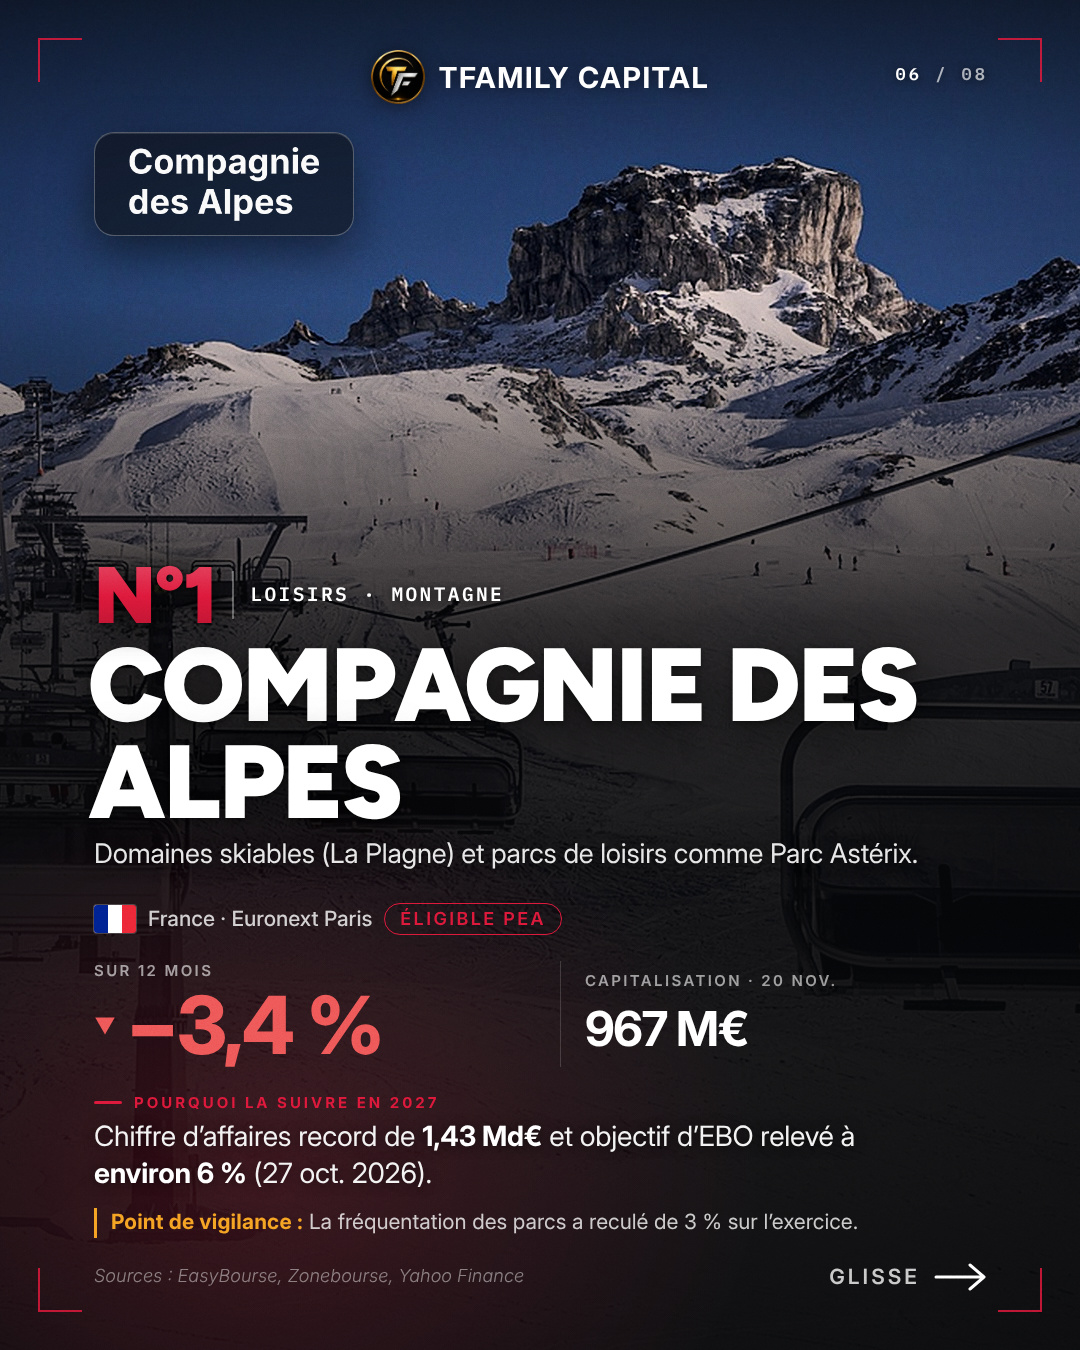 TFAMILY CAPITAL
06 / 08
Compagnie
des Alpes
N°1
LOISIRS · MONTAGNE
COMPAGNIE DES
ALPES
Domaines skiables (La Plagne) et parcs de loisirs comme Parc Astérix.
France · Euronext Paris
ÉLIGIBLE PEA
SUR 12 MOIS
▼ –3,4 %
CAPITALISATION · 20 NOV.
967 M€
POURQUOI LA SUIVRE EN 2027
Chiffre d’affaires record de 1,43 Md€ et objectif d’EBO relevé à
environ 6 % (27 oct. 2026).
Point de vigilance : La fréquentation des parcs a reculé de 3 % sur l’exercice.
Sources : EasyBourse, Zonebourse, Yahoo Finance
GLISSE →